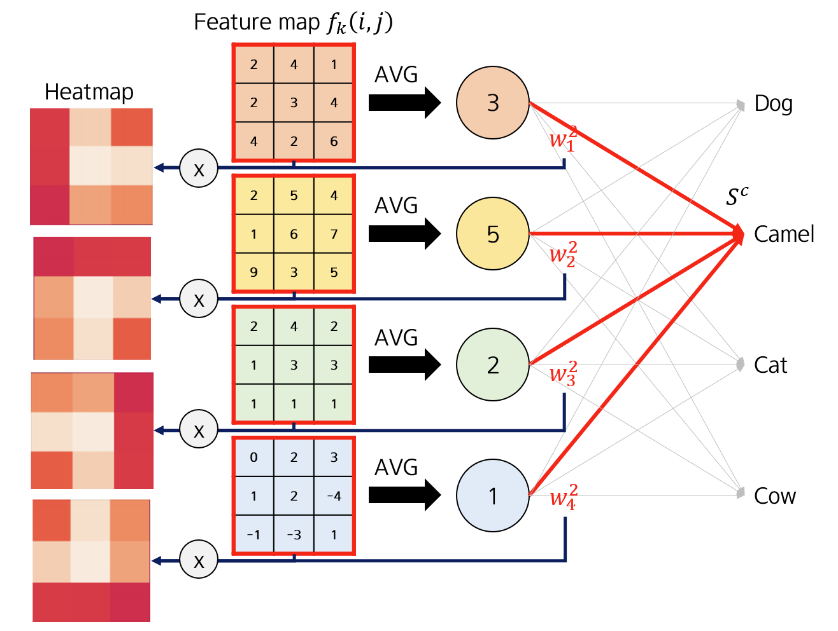 Feature map f_k(i,j)
Heatmap
2 4 1
2 3 4
4 2 6
AVG
3
w_1^2
x
Dog
2 5 4
1 6 7
9 3 5
AVG
5
w_2^2
x
S^c
Camel
2 4 2
1 3 3
1 1 1
AVG
2
w_3^2
x
Cat
0 2 3
1 2 -4
-1 -3 1
AVG
1
w_4^2
x
Cow